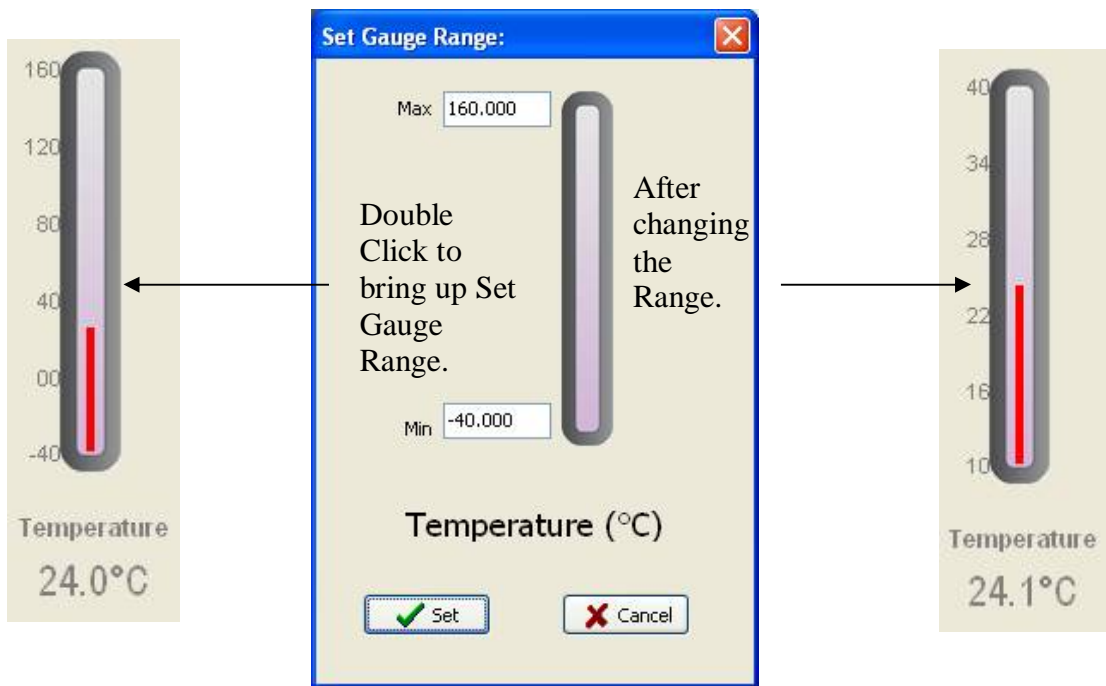 160
120
80
40
00
-40
Temperature
24.0°C
Set Gauge Range:
Max 160.000
Double
Click to
bring up Set
Gauge
Range.
After
changing
the
Range.
Min -40.000
Temperature (°C)
Set
Cancel
40
34
28
22
16
10
Temperature
24.1°C